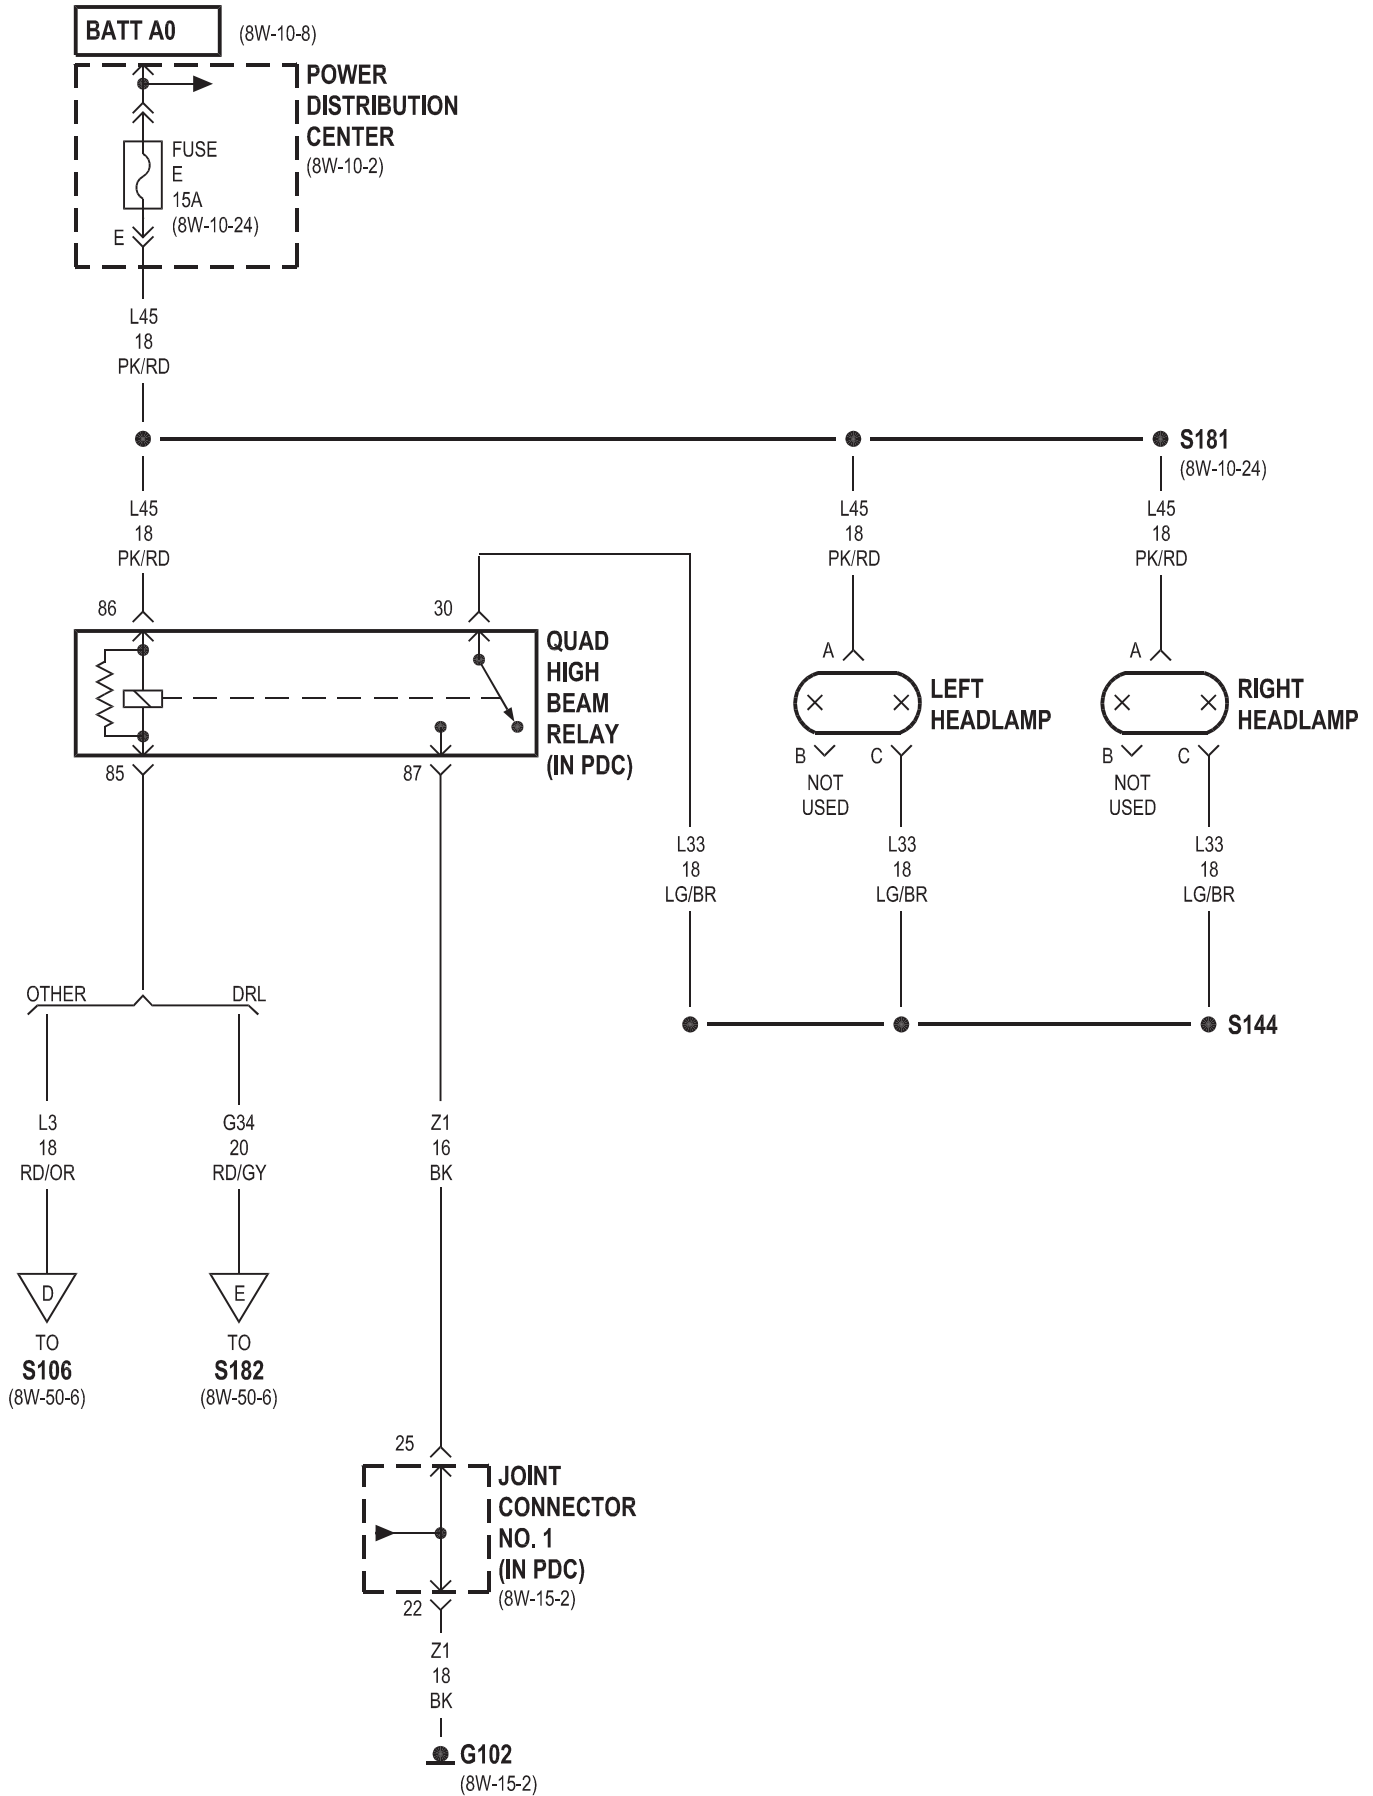 BATT A0
(8W-10-8)
POWER
DISTRIBUTION
CENTER
(8W-10-2)
FUSE
E
15A
(8W-10-24)
E
L45
18
PK/RD
S181
(8W-10-24)
L45
18
PK/RD
L45
18
PK/RD
L45
18
PK/RD
86
30
QUAD
HIGH
BEAM
RELAY
(IN PDC)
85
87
A
LEFT
HEADLAMP
B
NOT
USED
C
A
RIGHT
HEADLAMP
B
NOT
USED
C
L33
18
LG/BR
L33
18
LG/BR
L33
18
LG/BR
S144
OTHER
DRL
L3
18
RD/OR
G34
20
RD/GY
Z1
16
BK
D
TO
S106
(8W-50-6)
E
TO
S182
(8W-50-6)
25
JOINT
CONNECTOR
NO. 1
(IN PDC)
(8W-15-2)
22
Z1
18
BK
G102
(8W-15-2)